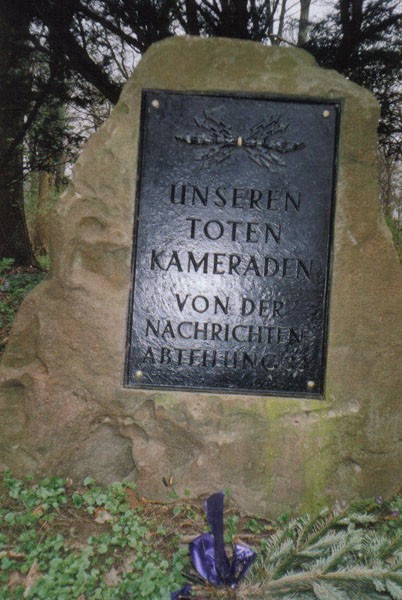 UNSEREN
TOTEN
KAMERADEN
VON DER
NACHRICHTEN
ABTEILUNG